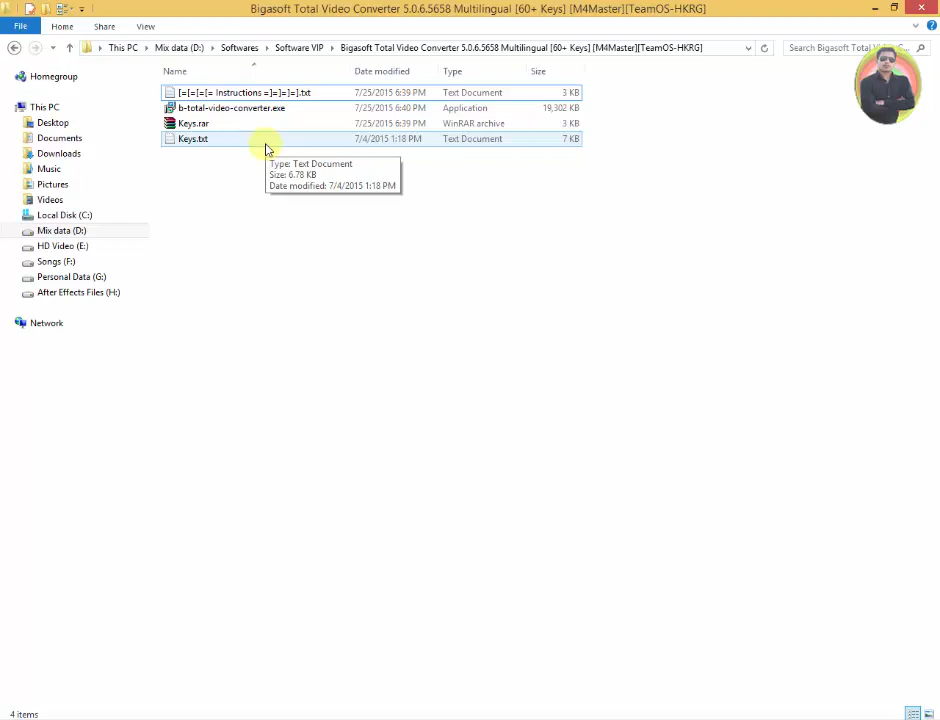 Bigasoft Total Video Converter 5.0.6.5658 Multilingual [60+ Keys] [M4Master][TeamOS-HKRG]
File Home Share View
This PC Mix data (D:) Softwares Software VIP Bigasoft Total Video Converter 5.0.6.5658 Multilingual [60+ Keys] [M4Master][TeamOS-HKRG] Search Bigasoft Total
Name Date modified Type Size
Homegroup
[=[=[=[= Instructions =]=]=]=].txt 7/25/2015 6:39 PM Text Document 3 KB
This PC
b-total-video-converter.exe 7/25/2015 6:40 PM Application 19,302 KB
Desktop
Keys.rar 7/25/2015 6:39 PM WinRAR archive 3 KB
Documents
Keys.txt 7/4/2015 1:18 PM Text Document 7 KB
Downloads
Type: Text Document
Music
Size: 6.78 KB
Pictures
Date modified: 7/4/2015 1:18 PM
Videos
Local Disk (C:)
Mix data (D:)
HD Video (E:)
Songs (F:)
Personal Data (G:)
After Effects Files (H:)
Network
4 items